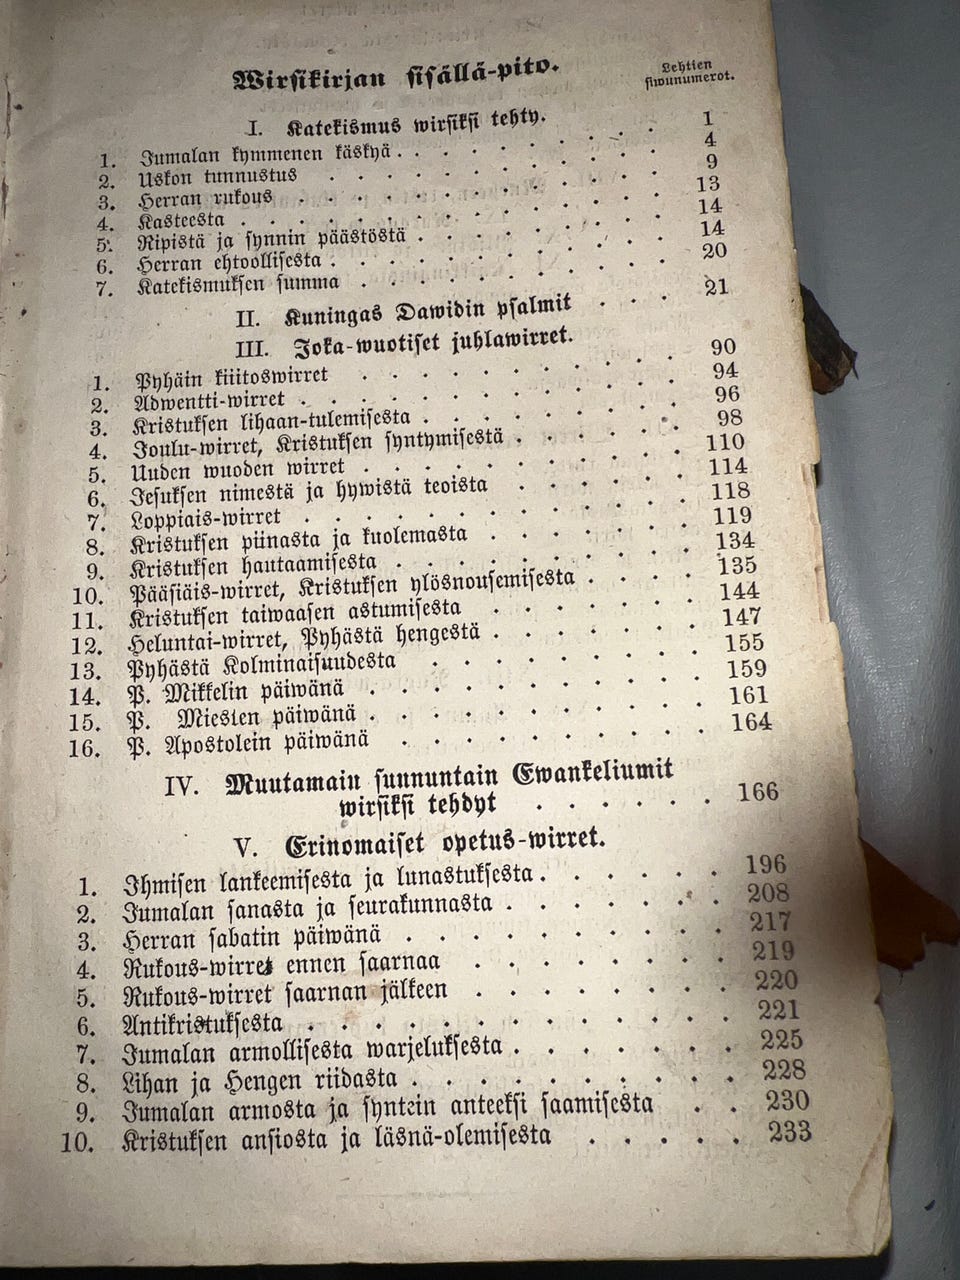 Wirsikirjan sisällä-pito.
Lehtien
siwunumerot.
I. Katekismus wirsiksi tehty.
1. Jumalan kymmenen käskyä . . . . . . . . 1
2. Uskon tunnustus . . . . . . . . 4
3. Herran rukous . . . . . . . . 9
4. Kasteesta . . . . . . . . 13
5. Ripistä ja synnin päästöstä . . . . . . . . 14
6. Herran ehtoollisesta . . . . . . . . 14
7. Katekismuksen summa . . . . . . . . 20
II. Kuningas Dawidin psalmit . . . 21
III. Joka-wuotiset juhlawirret.
1. Pyhäin kiiitoswirret . . . . . . . . 90
2. Adwentti-wirret . . . . . . . . 94
3. Kristuksen lihaan-tulemisesta . . . . . . . . 96
4. Joulu-wirret, Kristuksen syntymisestä . . . . . . 98
5. Uuden wuoden wirret . . . . . . . . 110
6. Jesuksen nimestä ja hywistä teoista . . . . . . 114
7. Loppiais-wirret . . . . . . . . 118
8. Kristuksen piinasta ja kuolemasta . . . . . . 119
9. Kristuksen hautaamisesta . . . . . . . . 134
10. Pääsiäis-wirret, Kristuksen ylösnousemisesta . . . . 135
11. Kristuksen taiwaasen astumisesta . . . . . . 144
12. Heluntai-wirret, Pyhästä hengestä . . . . . . 147
13. Pyhästä Kolminaisuudesta . . . . . . . . 155
14. P. Mikkelin päiwänä . . . . . . . . 159
15. P. Miesten päiwänä . . . . . . . . 161
16. P. Apostolein päiwänä . . . . . . . . 164
IV. Muutamain sunnuntain Ewankeliumit
wirsiksi tehdyt . . . . . . 166
V. Erinomaiset opetus-wirret.
1. Ihmisen lankeemisesta ja lunastuksesta . . . . . . 196
2. Jumalan sanasta ja seurakunnasta . . . . . . 208
3. Herran sabatin päiwänä . . . . . . . . 217
4. Rukous-wirret ennen saarnaa . . . . . . 219
5. Rukous-wirret saarnan jälkeen . . . . . . 220
6. Antikristuksesta . . . . . . . . 221
7. Jumalan armollisesta warjeluksesta . . . . . . 225
8. Lihan ja Hengen riidasta . . . . . . . . 228
9. Jumalan armosta ja syntein anteeksi saamisesta . . 230
10. Kristuksen ansiosta ja läsnä-olemisesta . . . . . 233